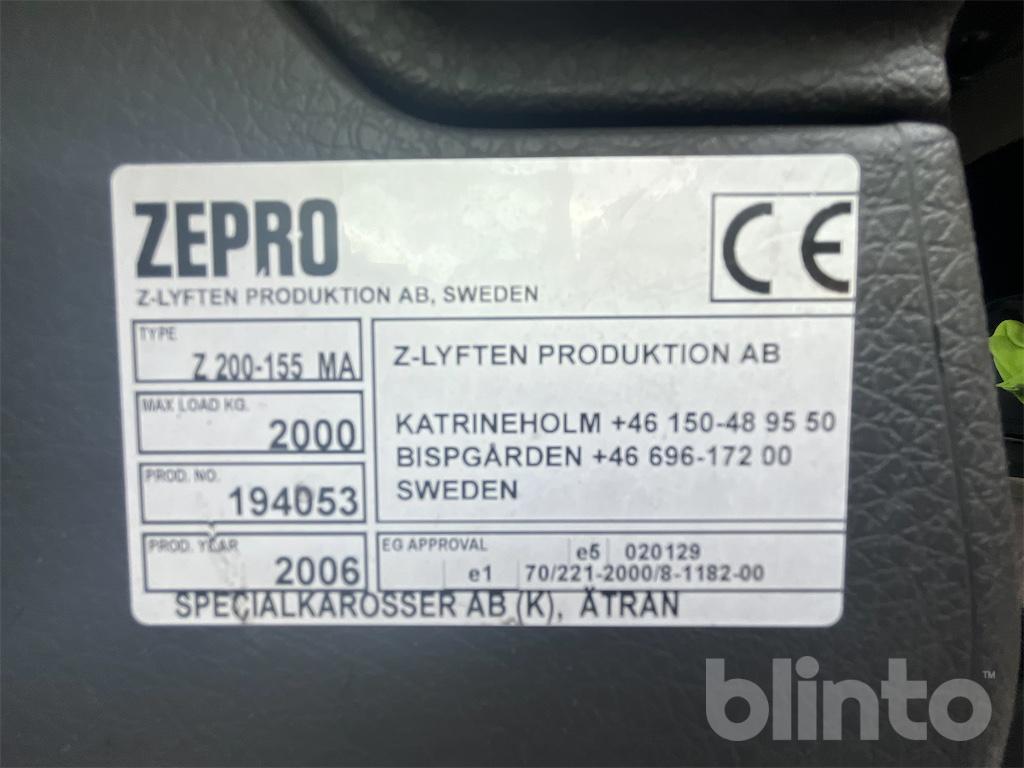 ZEPRO
Z-LYFTEN PRODUKTION AB, SWEDEN
CE
TYPE
Z 200-155 MA
MAX LOAD KG.
2000
PROD. NO.
194053
PROD. YEAR
2006
Z-LYFTEN PRODUKTION AB
KATRINEHOLM +46 150-48 95 50
BISPGÅRDEN +46 696-172 00
SWEDEN
EG APPROVAL
e5 020129
e1 70/221-2000/8-1182-00
SPECIALKAROSSER AB (K), ÄTRAN
blinto™